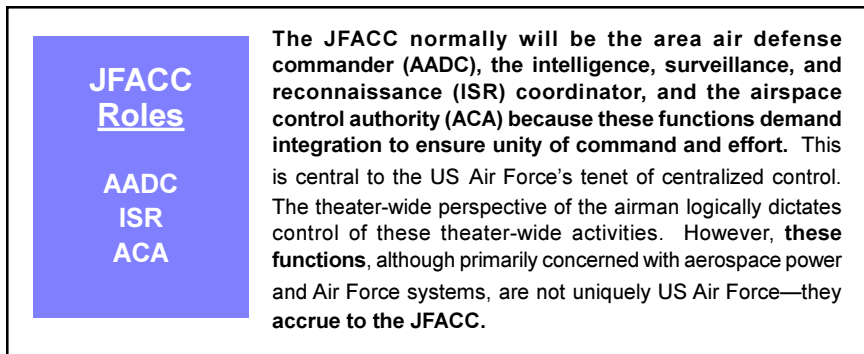 JFACC
Roles
AADC
ISR
ACA
The JFACC normally will be the area air defense
commander (AADC), the intelligence, surveillance, and
reconnaissance (ISR) coordinator, and the airspace
control authority (ACA) because these functions demand
integration to ensure unity of command and effort. This
is central to the US Air Force’s tenet of centralized control.
The theater-wide perspective of the airman logically dictates
control of these theater-wide activities. However, these
functions, although primarily concerned with aerospace power
and Air Force systems, are not uniquely US Air Force—they
accrue to the JFACC.